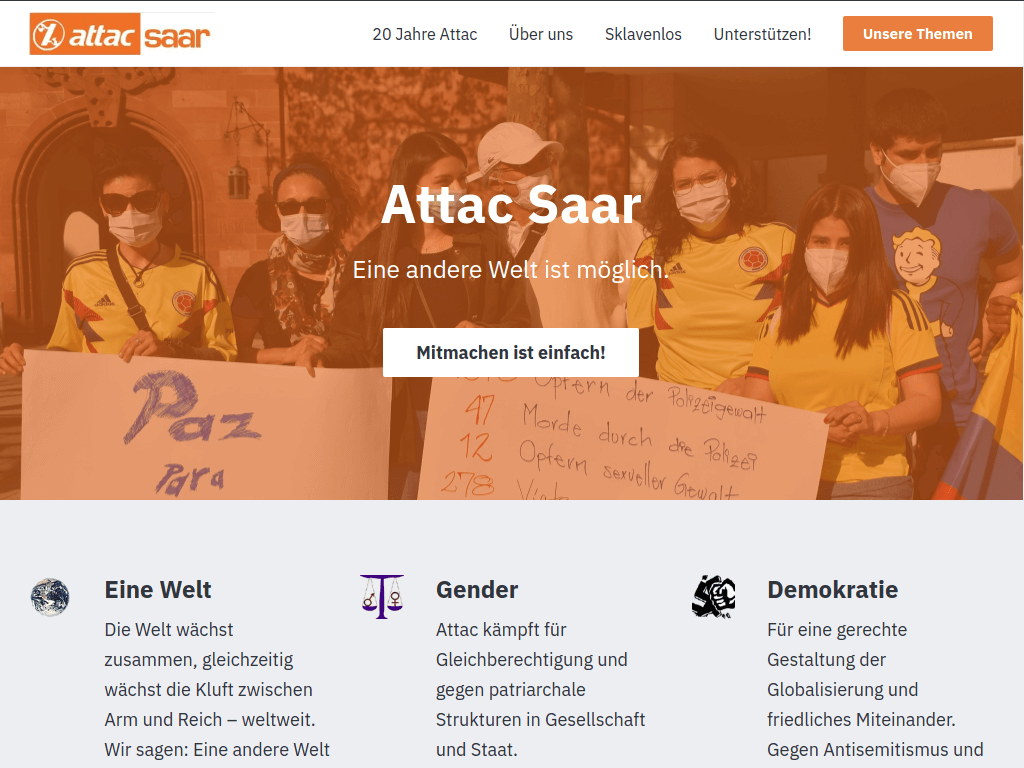 attac saar
20 Jahre Attac
Über uns
Sklavenlos
Unterstützen!
Unsere Themen
Attac Saar
Eine andere Welt ist möglich.
Mitmachen ist einfach!
Paz
Para
Opfern der Polizeigewalt
47 Morde durch die Polizei
12 Opfern sexueller Gewalt
278
Eine Welt
Die Welt wächst
zusammen, gleichzeitig
wächst die Kluft zwischen
Arm und Reich – weltweit.
Wir sagen: Eine andere Welt
Gender
Attac kämpft für
Gleichberechtigung und
gegen patriarchale
Strukturen in Gesellschaft
und Staat.
Demokratie
Für eine gerechte
Gestaltung der
Globalisierung und
friedliches Miteinander.
Gegen Antisemitismus und